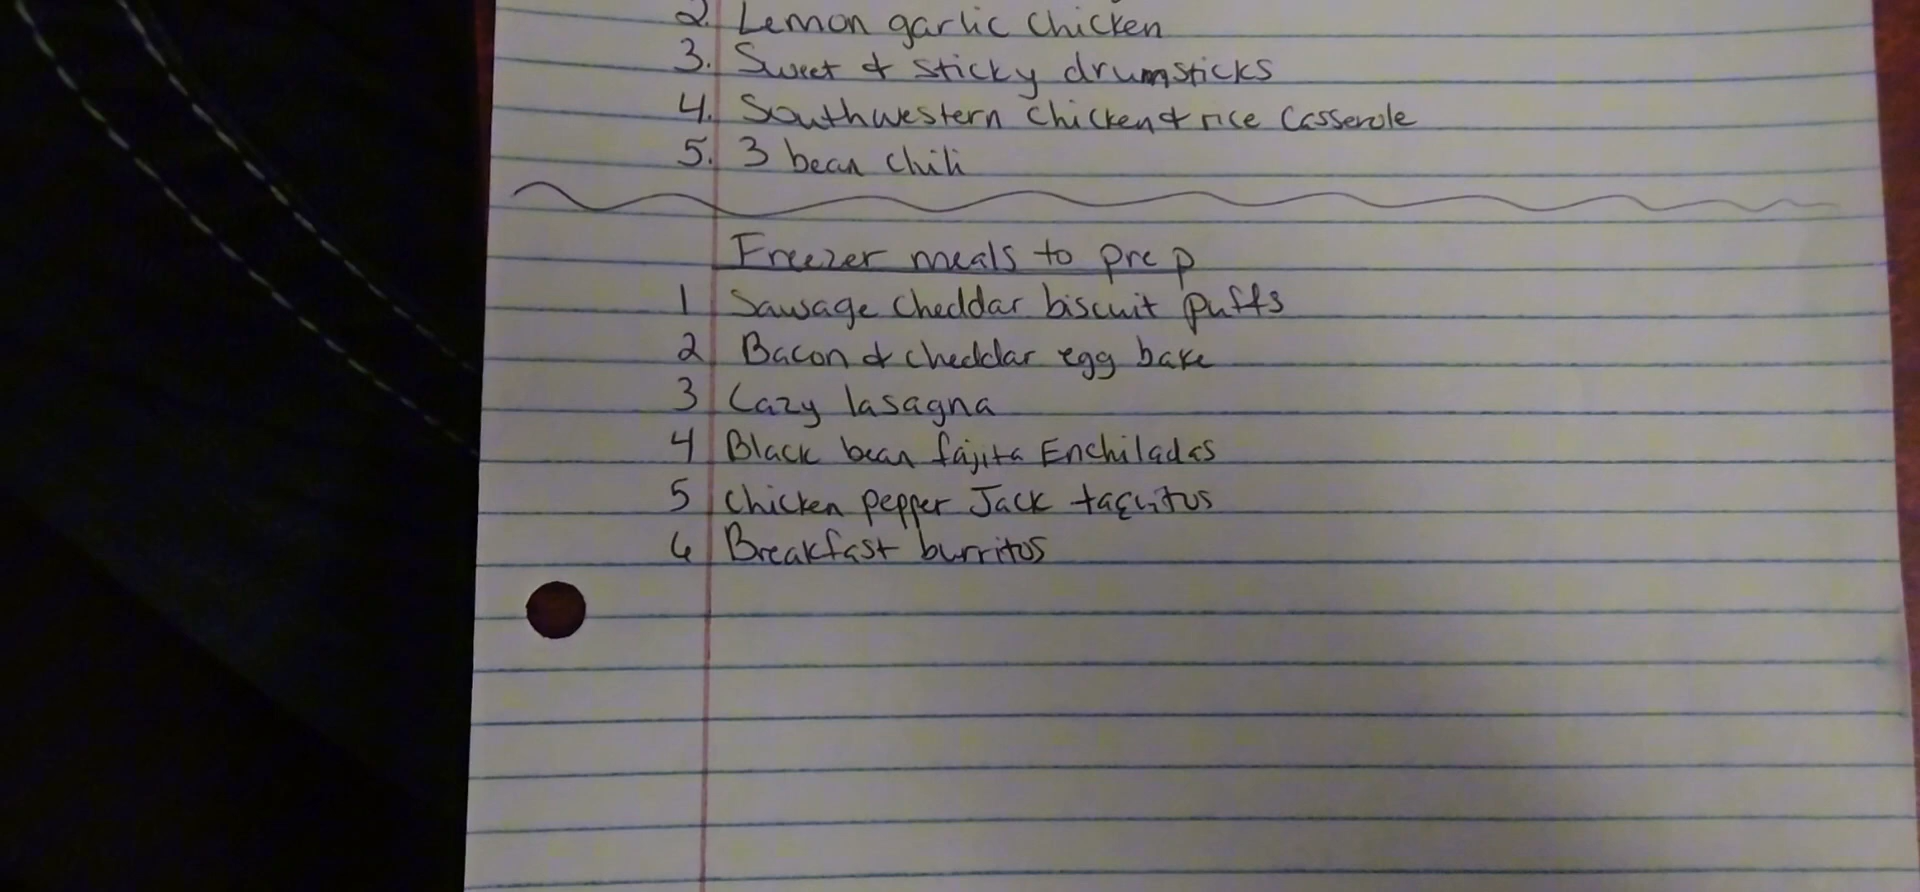 2. Lemon garlic chicken
3. Sweet & sticky drumsticks
4. Southwestern chicken & rice Casserole
5. 3 bean chili
Freezer meals to prep
1 Sausage cheddar biscuit puffs
2 Bacon & cheddar egg bake
3 Lazy lasagna
4 Black bean fajita Enchiladas
5 Chicken pepper Jack taquitos
6 Breakfast burritos